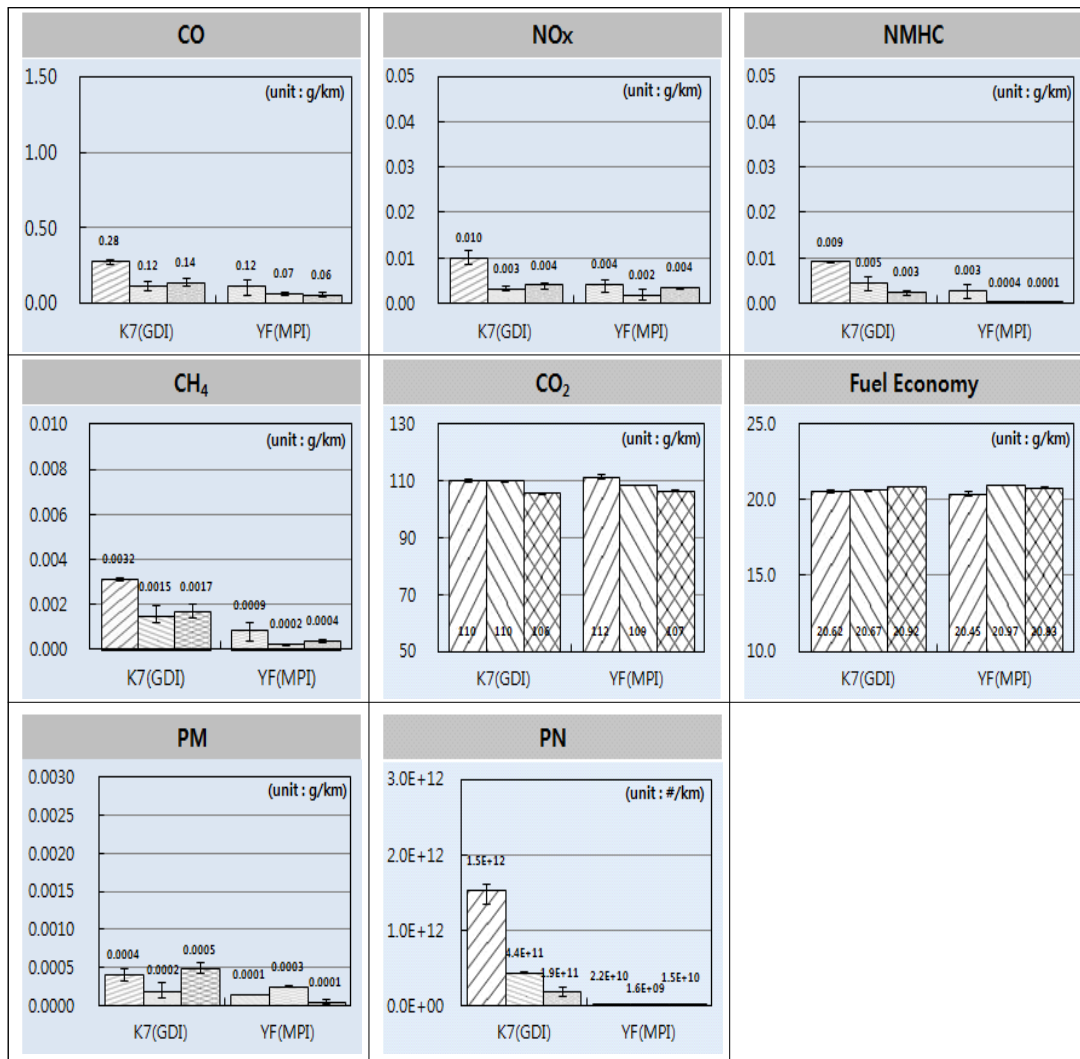 CO
1.50
(unit : g/km)
1.00
0.50
0.28
0.12
0.14
0.12
0.07
0.06
0.00
K7(GDI)
YF(MPI)
NOx
0.05
(unit : g/km)
0.04
0.03
0.02
0.01
0.010
0.003
0.004
0.004
0.002
0.004
0.00
K7(GDI)
YF(MPI)
NMHC
0.05
(unit : g/km)
0.04
0.03
0.02
0.01
0.009
0.005
0.003
0.003
0.0004
0.0001
0.00
K7(GDI)
YF(MPI)
CH₄
0.010
(unit : g/km)
0.008
0.006
0.004
0.0032
0.0015
0.0017
0.002
0.0009
0.0002
0.0004
0.000
K7(GDI)
YF(MPI)
CO₂
130
(unit : g/km)
110
90
70
110
110
106
112
109
107
50
K7(GDI)
YF(MPI)
Fuel Economy
25.0
(unit : g/km)
20.0
15.0
20.62
20.67
20.92
20.45
20.97
20.83
10.0
K7(GDI)
YF(MPI)
PM
0.0030
(unit : g/km)
0.0025
0.0020
0.0015
0.0010
0.0005
0.0004
0.0002
0.0005
0.0001
0.0003
0.0001
0.0000
K7(GDI)
YF(MPI)
PN
3.0E+12
(unit : #/km)
2.0E+12
1.5E+12
1.0E+12
4.4E+11
1.9E+11
2.2E+10
1.6E+09
1.5E+10
0.0E+00
K7(GDI)
YF(MPI)